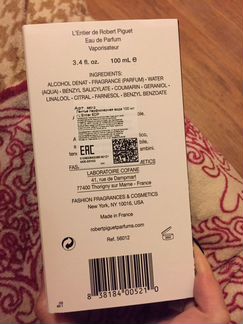 L'Entier de Robert Piguet
Eau de Parfum
Vaporisateur
3.4 fl. oz. 100 mL ℮
INGREDIENTS:
ALCOHOL DENAT - FRAGRANCE (PARFUM) - WATER
(AQUA) - BENZYL SALICYLATE - COUMARIN - GERANIOL -
LINALOOL - CITRAL - FARNESOL - BENZYL BENZOATE
EAC
METICS
LABORATOIRE COFANE
41, rue de Dampmart
77400 Thorigny sur Marne - France
FASHION FRAGRANCES & COSMETICS
New York, NY 10016, USA
Made in France
robertpiguetparfums.com
Ref. 56012
8 38184 00521 0